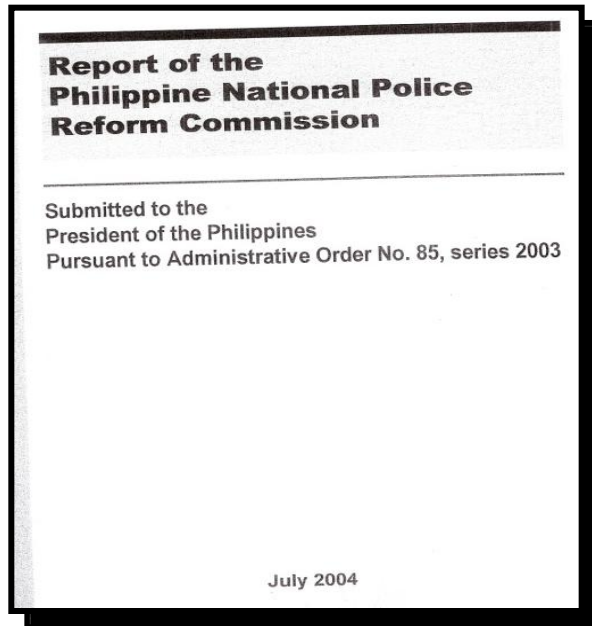 Report of the
Philippine National Police
Reform Commission
Submitted to the
President of the Philippines
Pursuant to Administrative Order No. 85, series 2003
July 2004